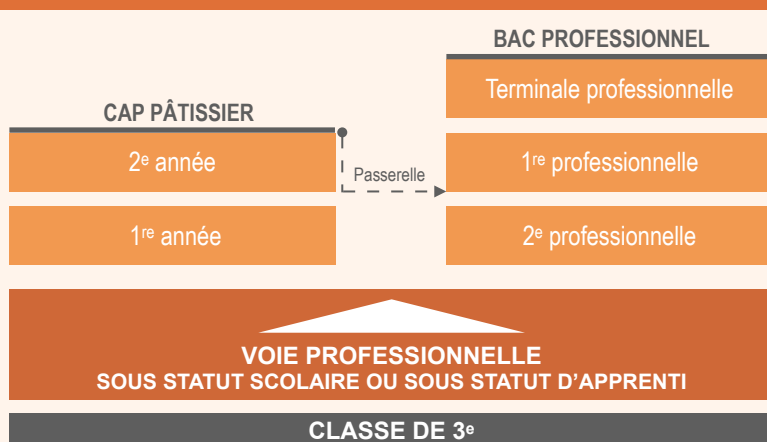 BAC PROFESSIONNEL
Terminale professionnelle
CAP PÂTISSIER
2e année
Passerelle
1re professionnelle
1re année
2e professionnelle
VOIE PROFESSIONNELLE
SOUS STATUT SCOLAIRE OU SOUS STATUT D’APPRENTI
CLASSE DE 3e